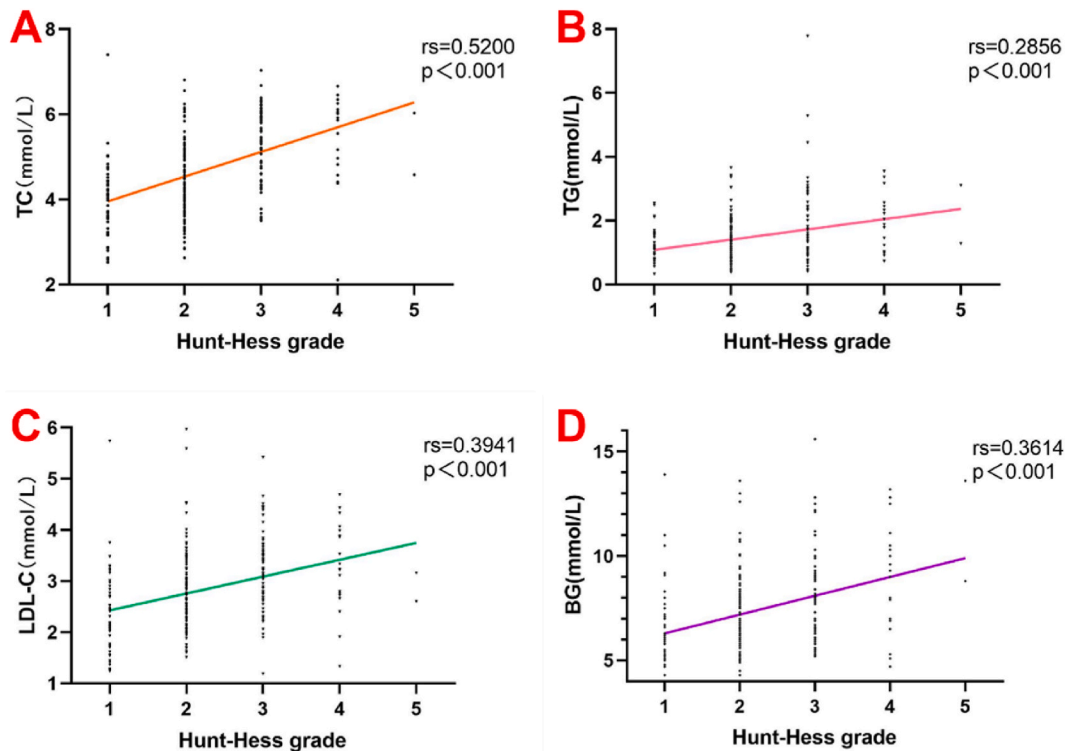 A
8
6
4
2
TC(mmol/L)
rs=0.5200
p<0.001
1 2 3 4 5
Hunt-Hess grade
B
8
6
4
2
0
TG(mmol/L)
rs=0.2856
p<0.001
1 2 3 4 5
Hunt-Hess grade
C
6
5
4
3
2
1
LDL-C(mmol/L)
rs=0.3941
p<0.001
1 2 3 4 5
Hunt-Hess grade
D
15
10
5
BG(mmol/L)
rs=0.3614
p<0.001
1 2 3 4 5
Hunt-Hess grade